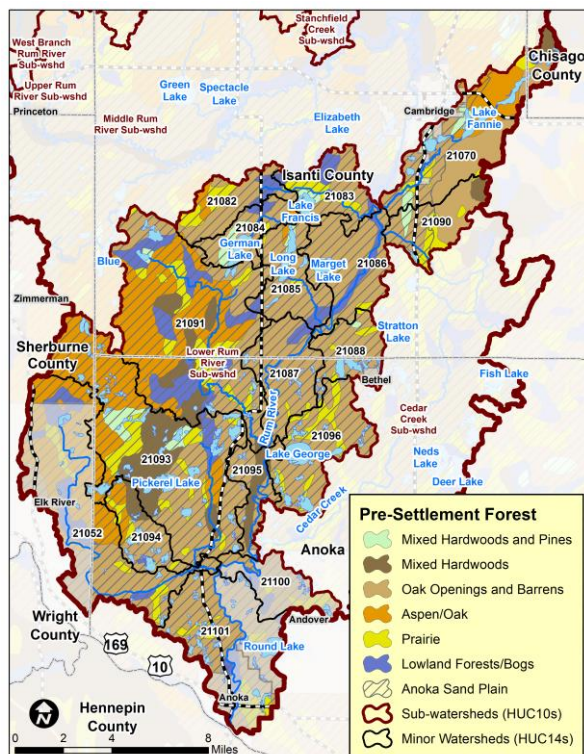 Stanchfield
Creek
Sub-wshd
West Branch
Rum River
Sub-wshd
Chisago
County
Upper Rum
River Sub-wshd
Green
Lake
Spectacle
Lake
Princeton
Middle Rum
River Sub-wshd
Elizabeth
Lake
Cambridge
Lake
Fannie
21070
Isanti County
21082
21083
Lake
Francis
21084
German
Lake
21090
Blue
Long
Lake
Marget
Lake
21086
21085
Zimmerman
21091
Stratton
Lake
Sherburne
County
Lower Rum
River
Sub-wshd
21088
21087
Bethel
Fish Lake
Rum River
Cedar
Creek
Sub-wshd
21096
21093
21095
Lake George
Neds
Lake
Pickerel Lake
Deer Lake
Elk River
Cedar Creek
21052
21094
Anoka
21100
Andover
Wright
County
21101
169
10
Round Lake
Anoka
N
Hennepin
County
0 2 4 8
Miles
Pre-Settlement Forest
Mixed Hardwoods and Pines
Mixed Hardwoods
Oak Openings and Barrens
Aspen/Oak
Prairie
Lowland Forests/Bogs
Anoka Sand Plain
Sub-watersheds (HUC10s)
Minor Watersheds (HUC14s)